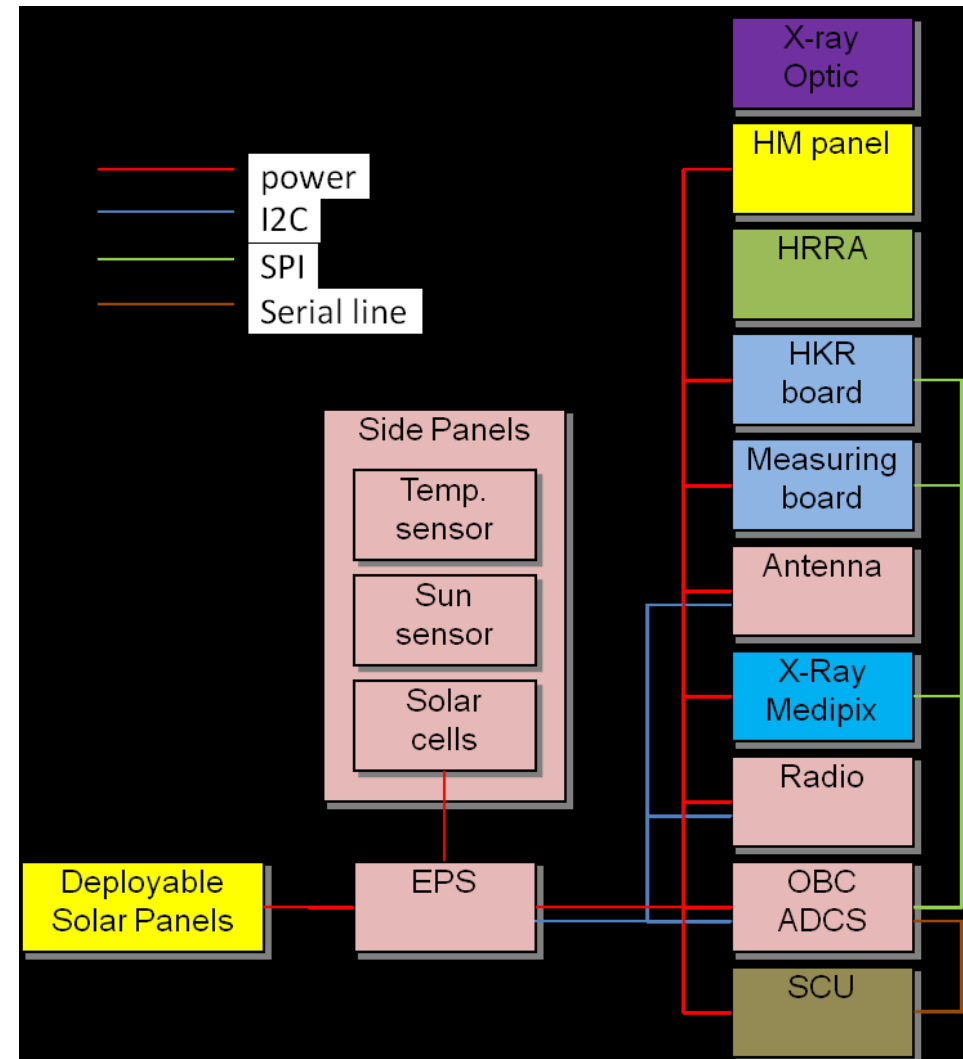 power
I2C
SPI
Serial line
Side Panels
Temp.
sensor
Sun
sensor
Solar
cells
Deployable
Solar Panels
EPS
X-ray
Optic
HM panel
HRRA
HKR
board
Measuring
board
Antenna
X-Ray
Medipix
Radio
OBC
ADCS
SCU